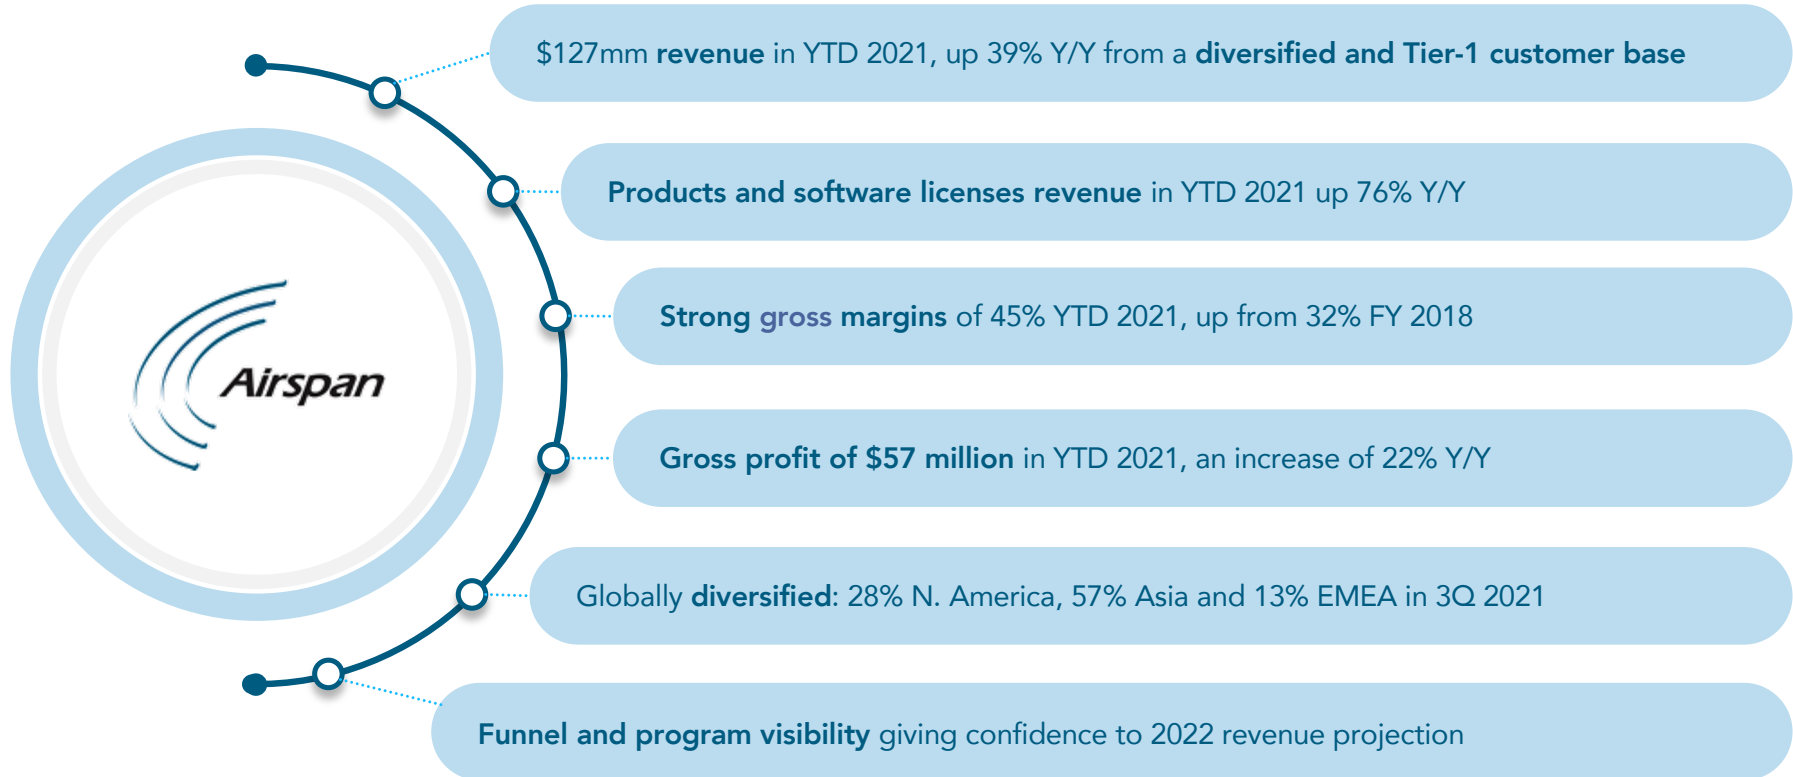 $127mm revenue in YTD 2021, up 39% Y/Y from a diversified and Tier-1 customer base
Products and software licenses revenue in YTD 2021 up 76% Y/Y
Strong gross margins of 45% YTD 2021, up from 32% FY 2018
Airspan
Gross profit of $57 million in YTD 2021, an increase of 22% Y/Y
Globally diversified: 28% N. America, 57% Asia and 13% EMEA in 3Q 2021
Funnel and program visibility giving confidence to 2022 revenue projection